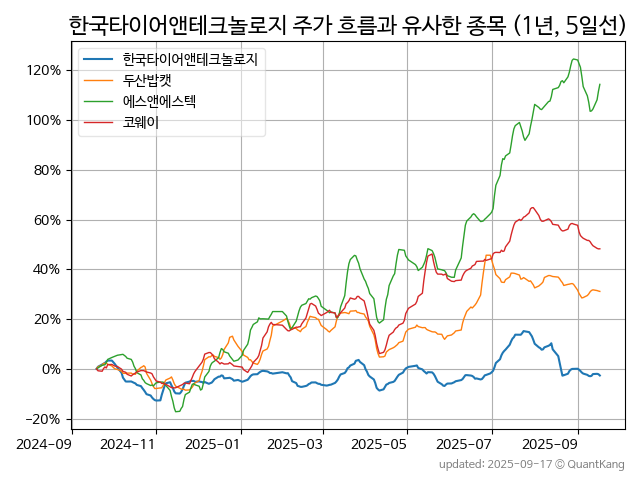 한국타이어앤테크놀로지 주가 흐름과 유사한 종목 (1년, 5일선)
한국타이어앤테크놀로지
두산밥캣
에스앤에스텍
코웨이
120%
100%
80%
60%
40%
20%
0%
−20%
2024-09 2024-11 2025-01 2025-03 2025-05 2025-07 2025-09
updated: 2025-09-17 © QuantKang